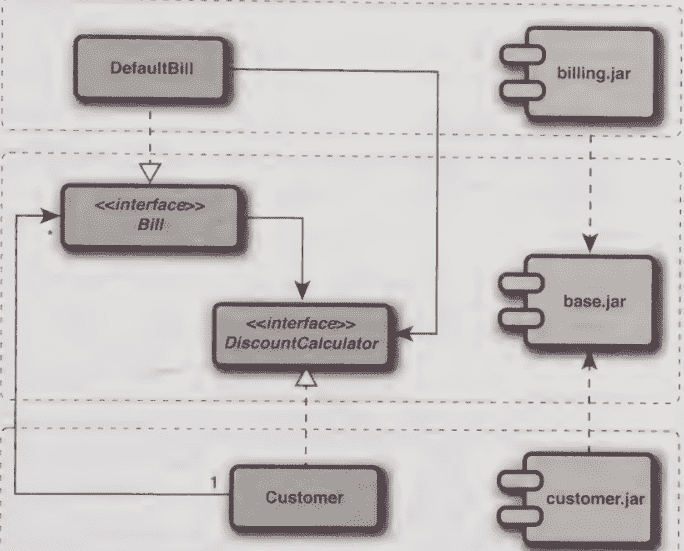 DefaultBill
billing.jar
<<interface>>
Bill
*
base.jar
<<interface>>
DiscountCalculator
1
Customer
customer.jar